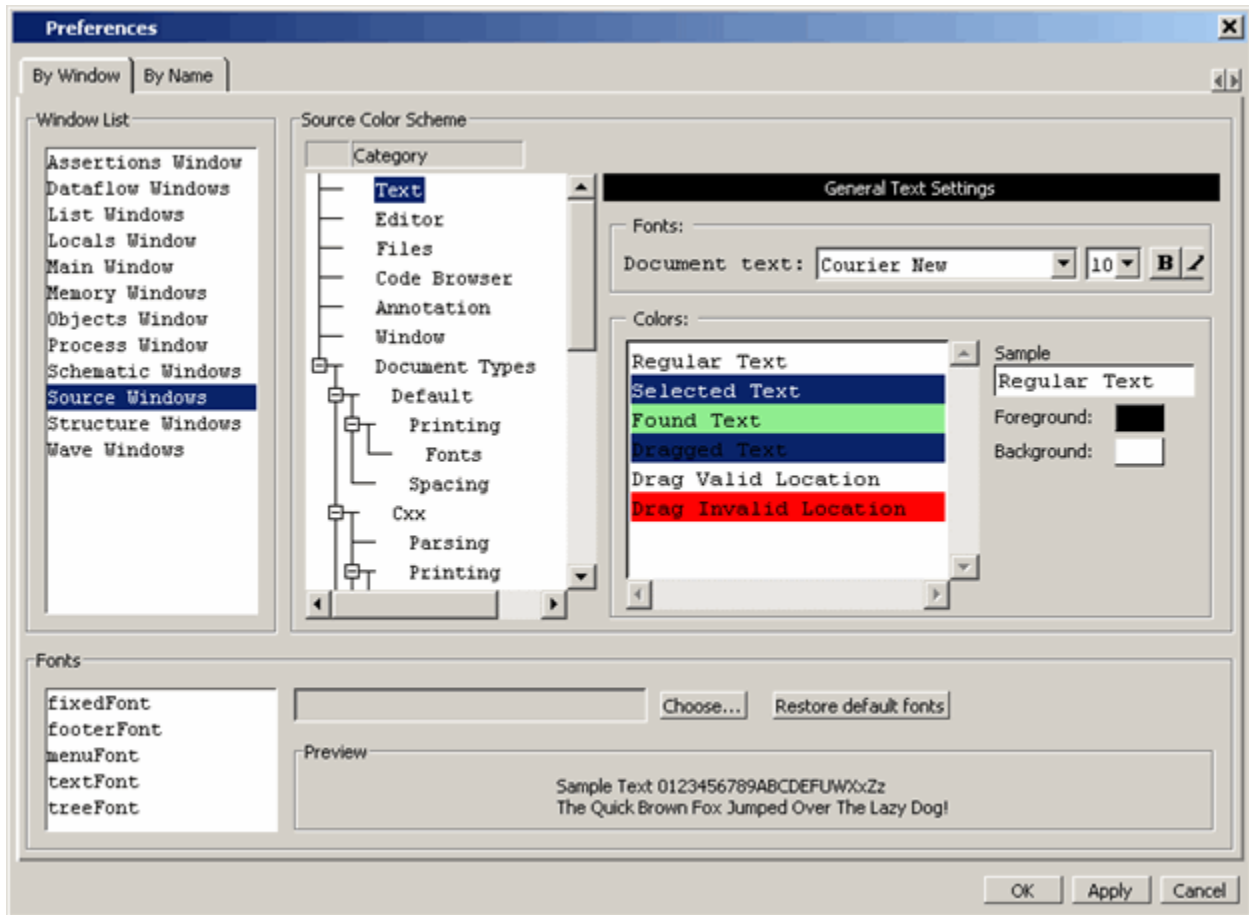 Preferences
By Window
By Name
Window List
Assertions Window
Dataflow Windows
List Windows
Locals Window
Main Window
Memory Windows
Objects Window
Process Window
Schematic Windows
Source Windows
Structure Windows
Wave Windows
Source Color Scheme
Category
Text
Editor
Files
Code Browser
Annotation
Window
Document Types
Default
Printing
Fonts
Spacing
Cxx
Parsing
Printing
General Text Settings
Fonts:
Document text: Courier New 10 B I
Colors:
Regular Text
Selected Text
Found Text
Dragged Text
Drag Valid Location
Drag Invalid Location
Sample
Regular Text
Foreground:
Background:
Fonts
fixedFont
footerFont
menuFont
textFont
treeFont
Choose...
Restore default fonts
Preview
Sample Text 0123456789ABCDEFUWXxZz
The Quick Brown Fox Jumped Over The Lazy Dog!
OK
Apply
Cancel